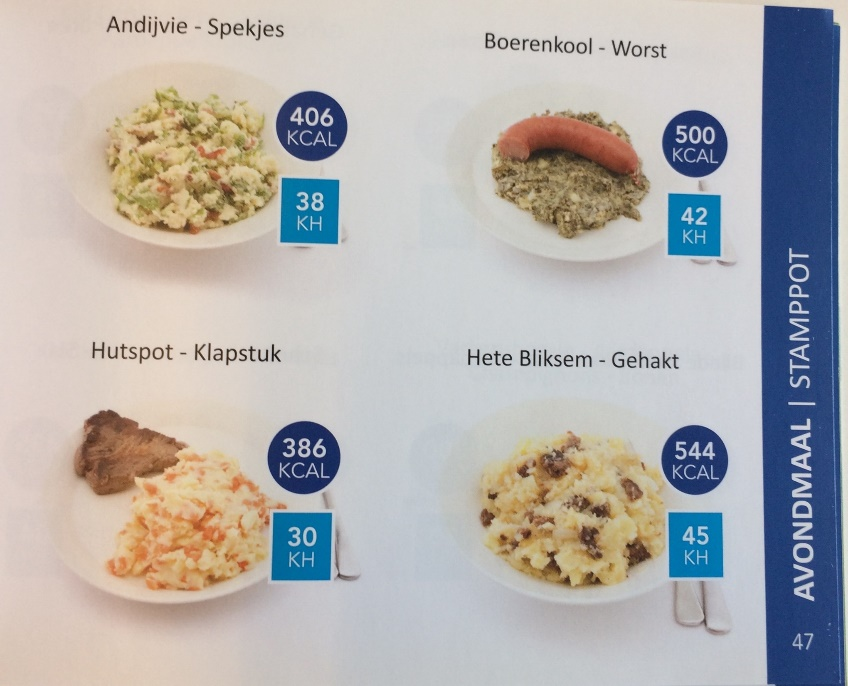 Andijvie - Spekjes
406
KCAL
38
KH
Boerenkool - Worst
500
KCAL
42
KH
Hutspot - Klapstuk
386
KCAL
30
KH
Hete Bliksem - Gehakt
544
KCAL
45
KH
AVONDMAAL | STAMPPOT
47